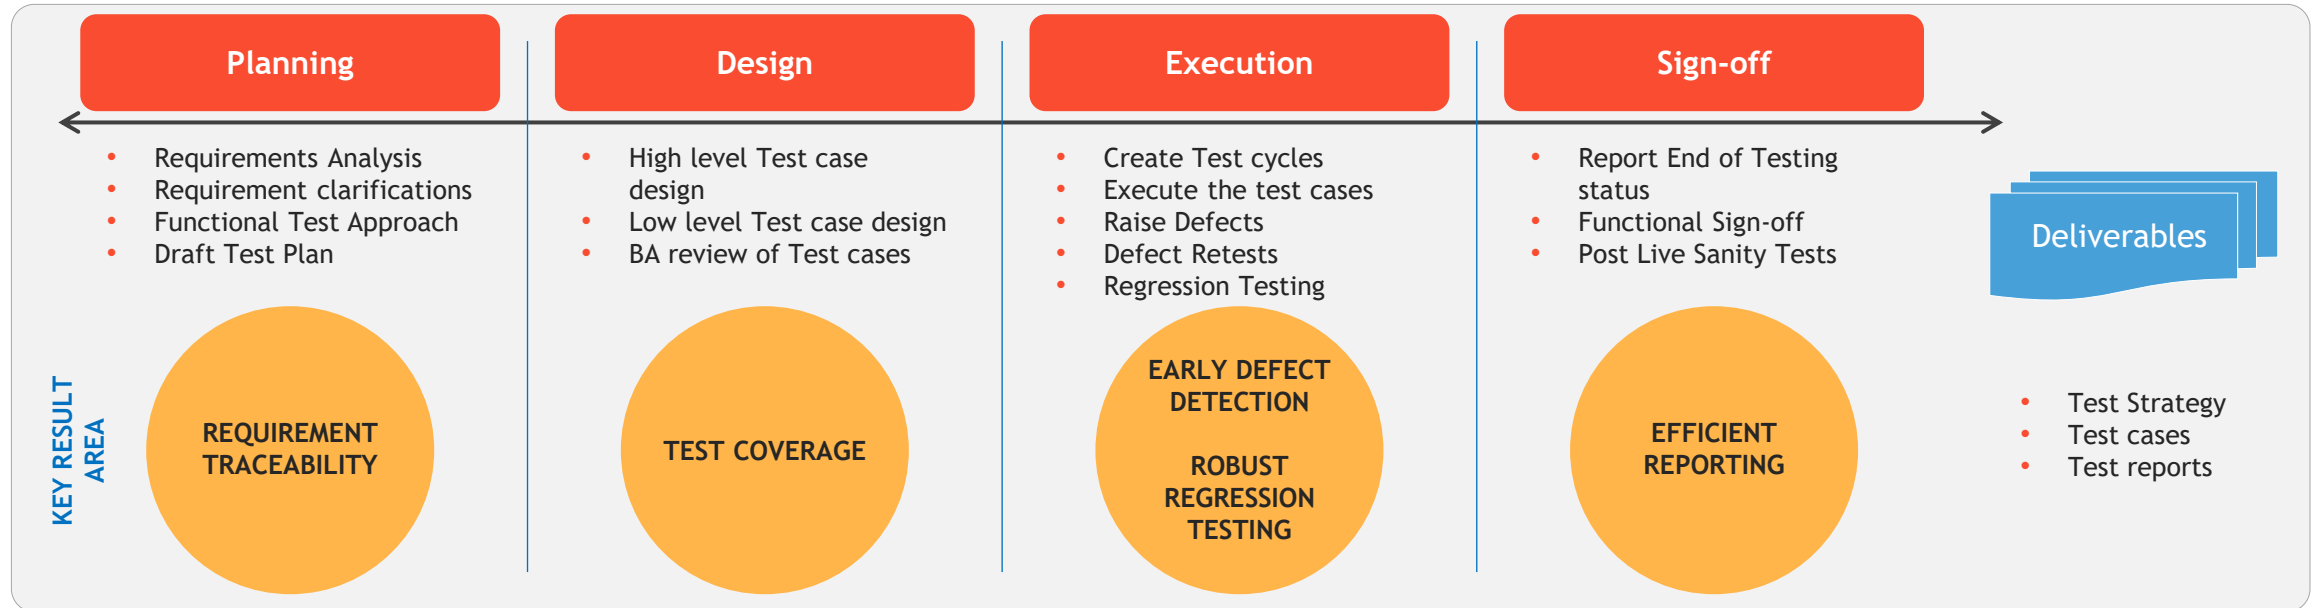 Planning
Design
Execution
Sign-off
• Requirements Analysis
• Requirement clarifications
• Functional Test Approach
• Draft Test Plan
• High level Test case
design
• Low level Test case design
• BA review of Test cases
• Create Test cycles
• Execute the test cases
• Raise Defects
• Defect Retests
• Regression Testing
• Report End of Testing
status
• Functional Sign-off
• Post Live Sanity Tests
Deliverables
KEY RESULT
AREA
REQUIREMENT
TRACEABILITY
TEST COVERAGE
EARLY DEFECT
DETECTION
ROBUST
REGRESSION
TESTING
EFFICIENT
REPORTING
• Test Strategy
• Test cases
• Test reports